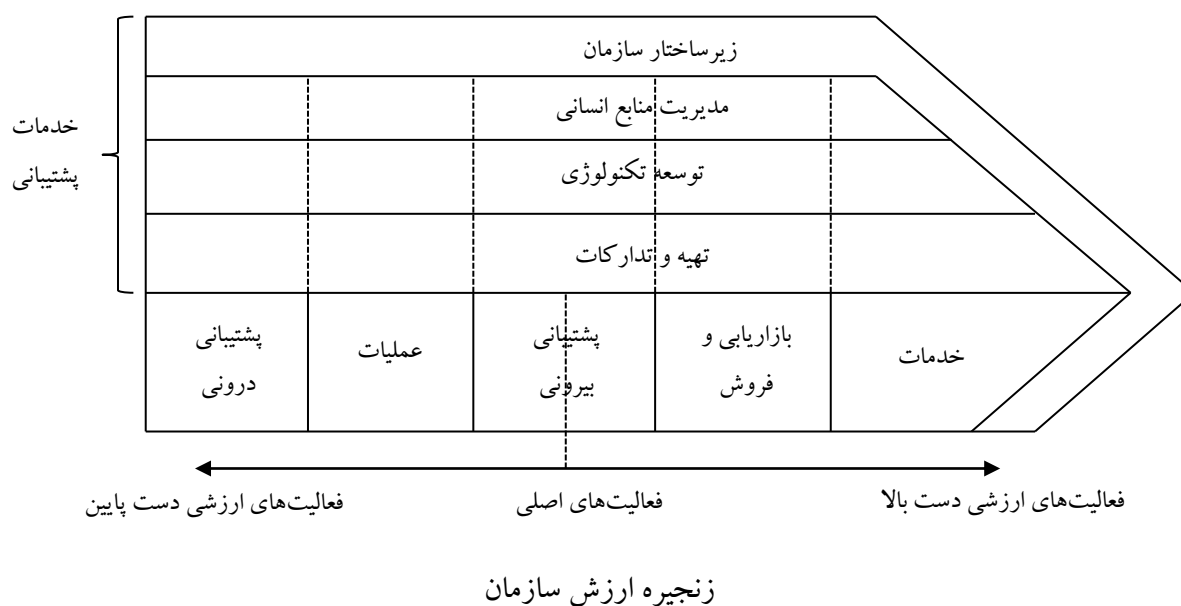 زیرساختار سازمان
مدیریت منابع انسانی
توسعه تکنولوژی
تهیه و تدارکات
خدمات
پشتیبانی
پشتیبانی
درونی
عملیات
پشتیبانی
بیرونی
بازاریابی و
فروش
خدمات
فعالیت‌های ارزشی دست پایین
فعالیت‌های اصلی
فعالیت‌های ارزشی دست بالا
زنجیره ارزش سازمان